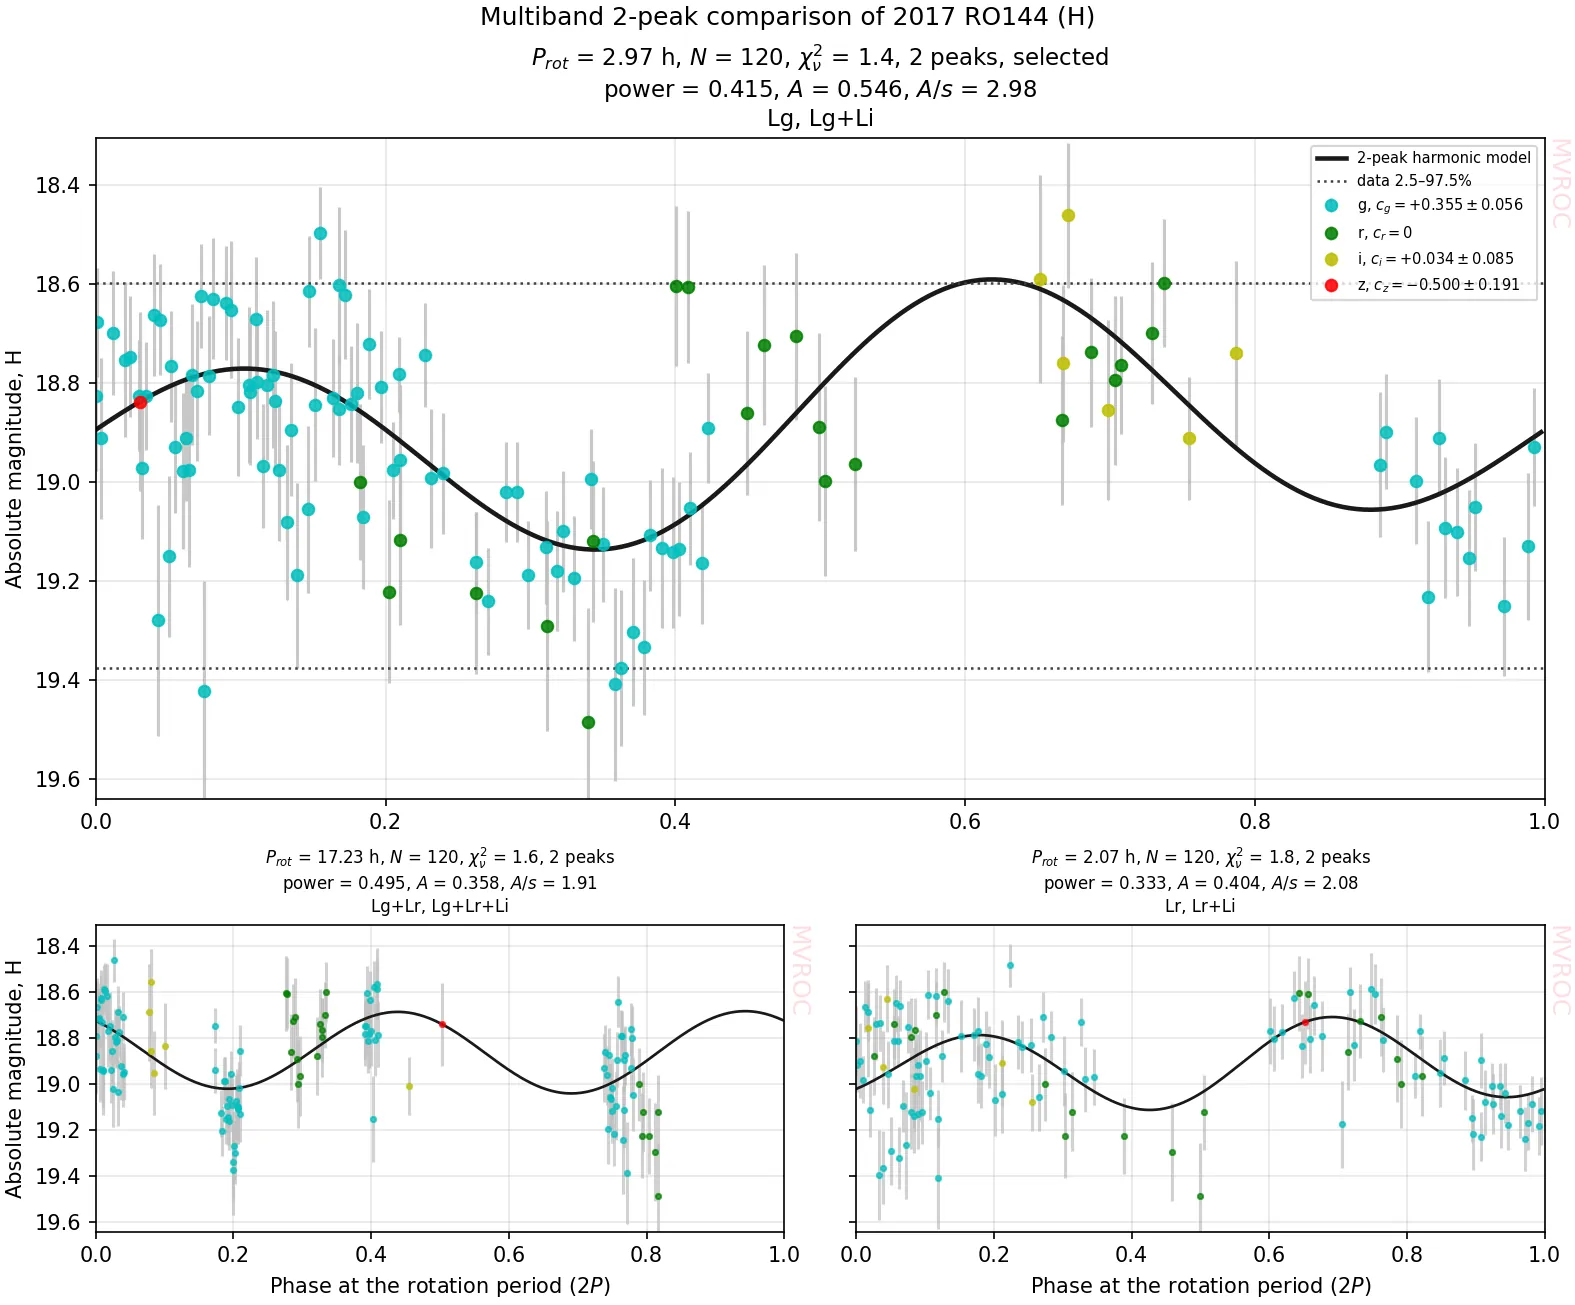 Multiband 2-peak comparison of 2017 RO144 (H)
P_rot = 2.97 h, N = 120, χ²_ν = 1.4, 2 peaks, selected
power = 0.415, A = 0.546, A/s = 2.98
Lg, Lg+Li
MVROC
2-peak harmonic model
data 2.5–97.5%
g, c_g = +0.355 ± 0.056
r, c_r = 0
i, c_i = +0.034 ± 0.085
z, c_z = −0.500 ± 0.191
Absolute magnitude, H
18.4
18.6
18.8
19.0
19.2
19.4
19.6
0.0 0.2 0.4 0.6 0.8 1.0
P_rot = 17.23 h, N = 120, χ²_ν = 1.6, 2 peaks
power = 0.495, A = 0.358, A/s = 1.91
Lg+Lr, Lg+Lr+Li
MVROC
Absolute magnitude, H
18.4
18.6
18.8
19.0
19.2
19.4
19.6
0.0 0.2 0.4 0.6 0.8 1.0
Phase at the rotation period (2P)
P_rot = 2.07 h, N = 120, χ²_ν = 1.8, 2 peaks
power = 0.333, A = 0.404, A/s = 2.08
Lr, Lr+Li
MVROC
0.0 0.2 0.4 0.6 0.8 1.0
Phase at the rotation period (2P)